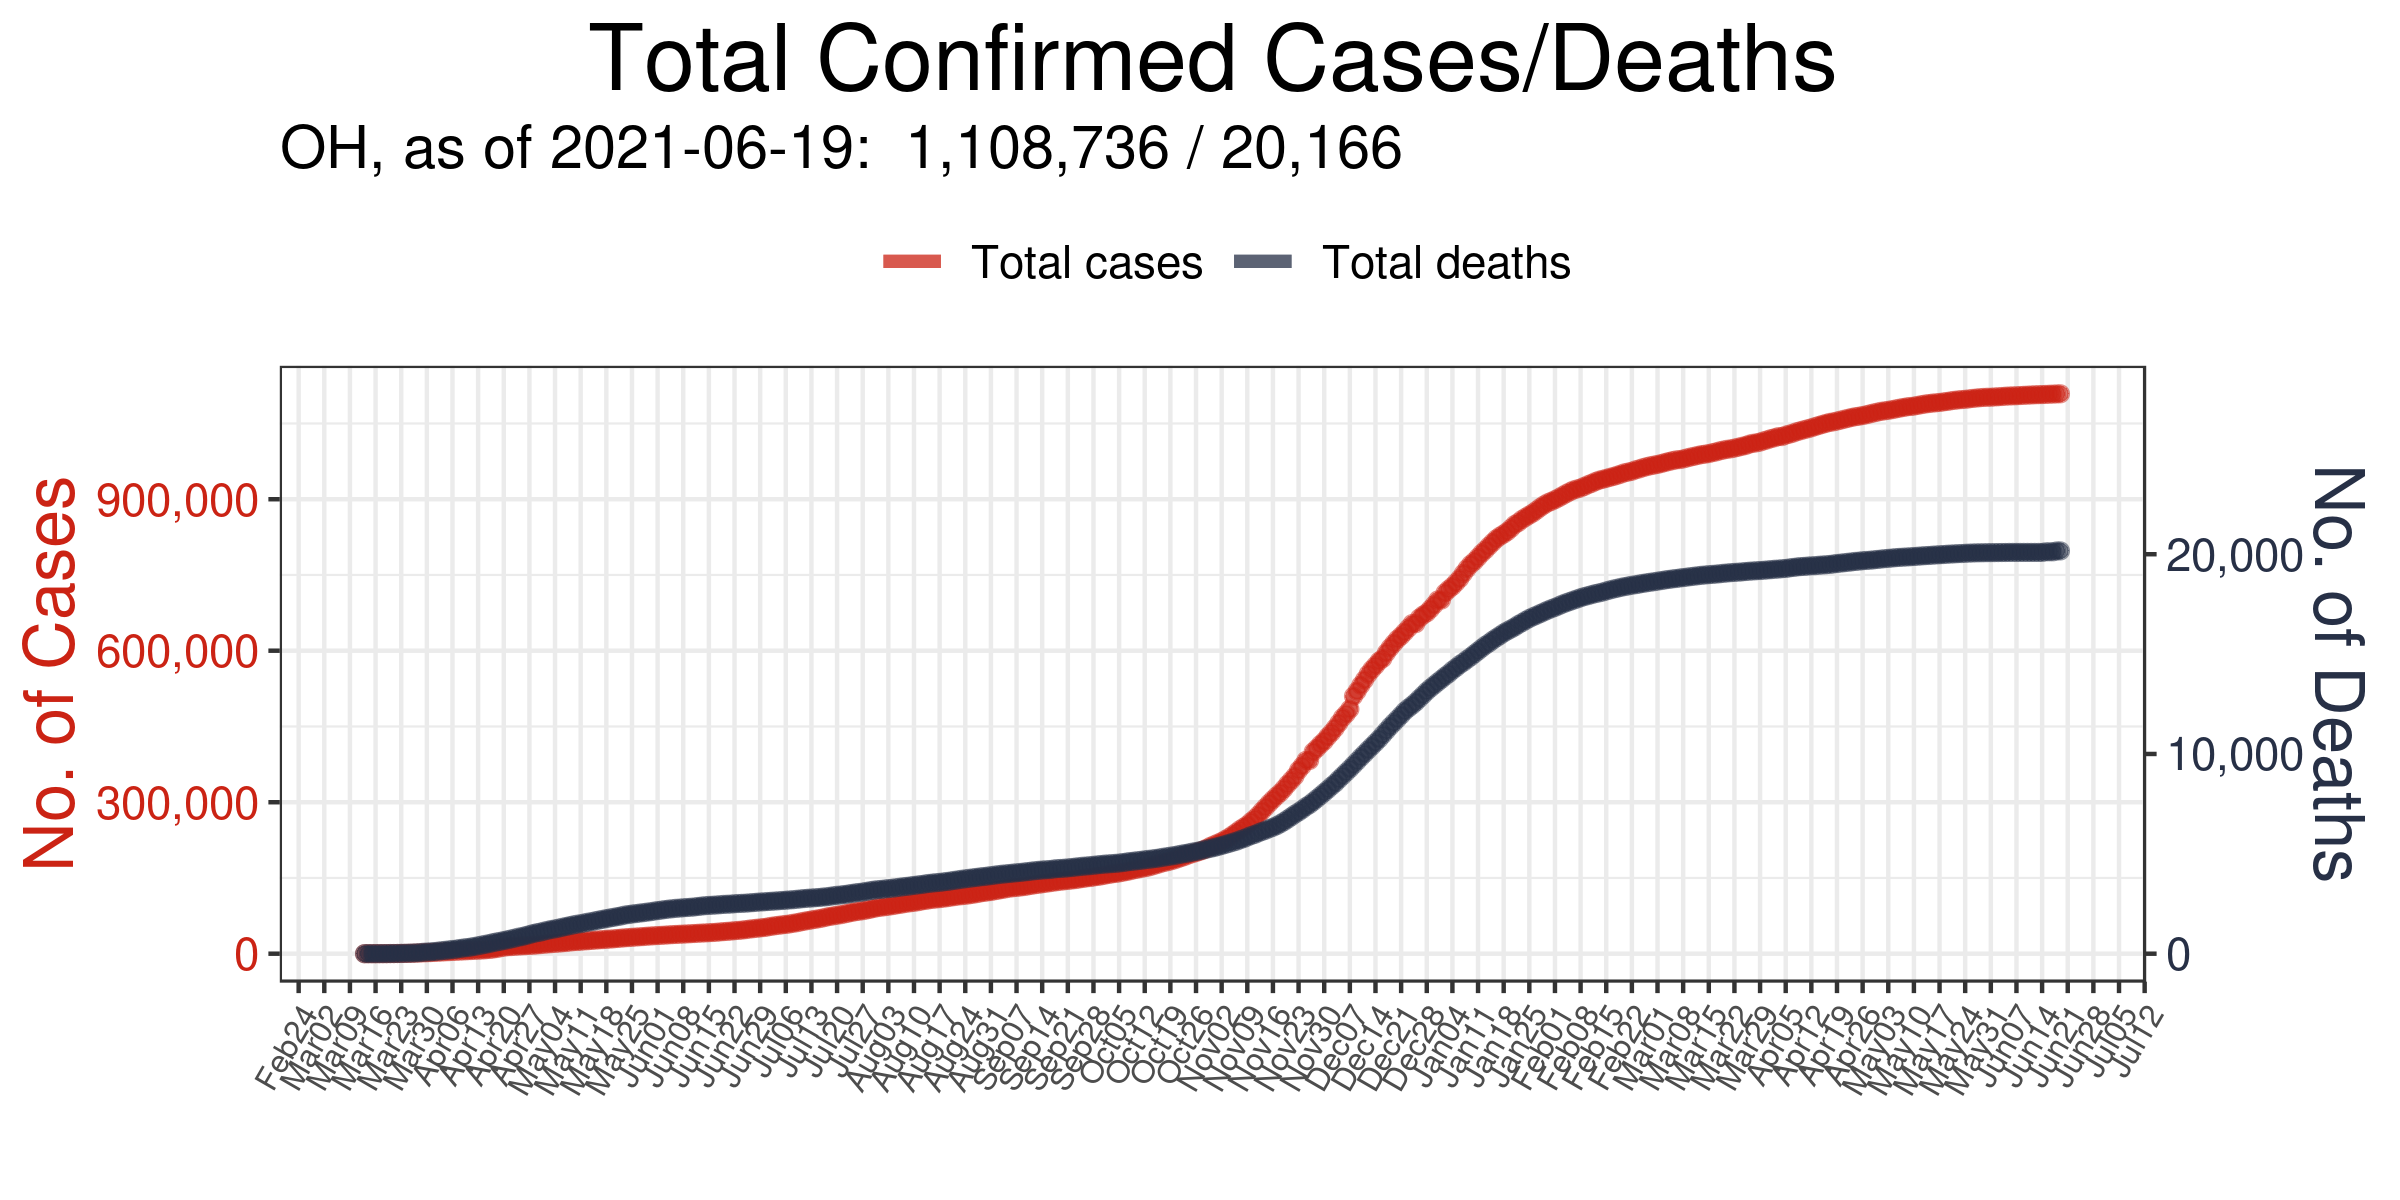 Total Confirmed Cases/Deaths
OH, as of 2021-06-19:  1,108,736 / 20,166
Total cases
Total deaths
No. of Cases
900,000
600,000
300,000
0
20,000
10,000
0
No. of Deaths
Feb24
Mar02
Mar09
Mar16
Mar23
Mar30
Apr06
Apr13
Apr20
Apr27
May04
May11
May18
May25
Jun01
Jun08
Jun15
Jun22
Jun29
Jul06
Jul13
Jul20
Jul27
Aug03
Aug10
Aug17
Aug24
Aug31
Sep07
Sep14
Sep21
Sep28
Oct05
Oct12
Oct19
Oct26
Nov02
Nov09
Nov16
Nov23
Nov30
Dec07
Dec14
Dec21
Dec28
Jan04
Jan11
Jan18
Jan25
Feb01
Feb08
Feb15
Feb22
Mar01
Mar08
Mar15
Mar22
Mar29
Apr05
Apr12
Apr19
Apr26
May03
May10
May17
May24
May31
Jun07
Jun14
Jun21
Jun28
Jul05
Jul12